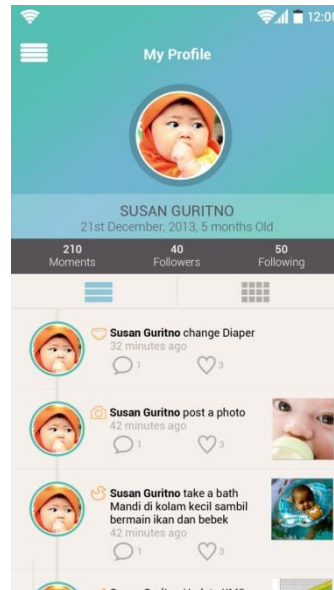 12:00
My Profile
SUSAN GURITNO
21st December, 2013, 5 months Old
210
Moments
40
Followers
50
Following
Susan Guritno change Diaper
32 minutes ago
1
3
Susan Guritno post a photo
42 minutes ago
1
3
Susan Guritno take a bath
Mandi di kolam kecil sambil
bermain ikan dan bebek
42 minutes ago
1
3